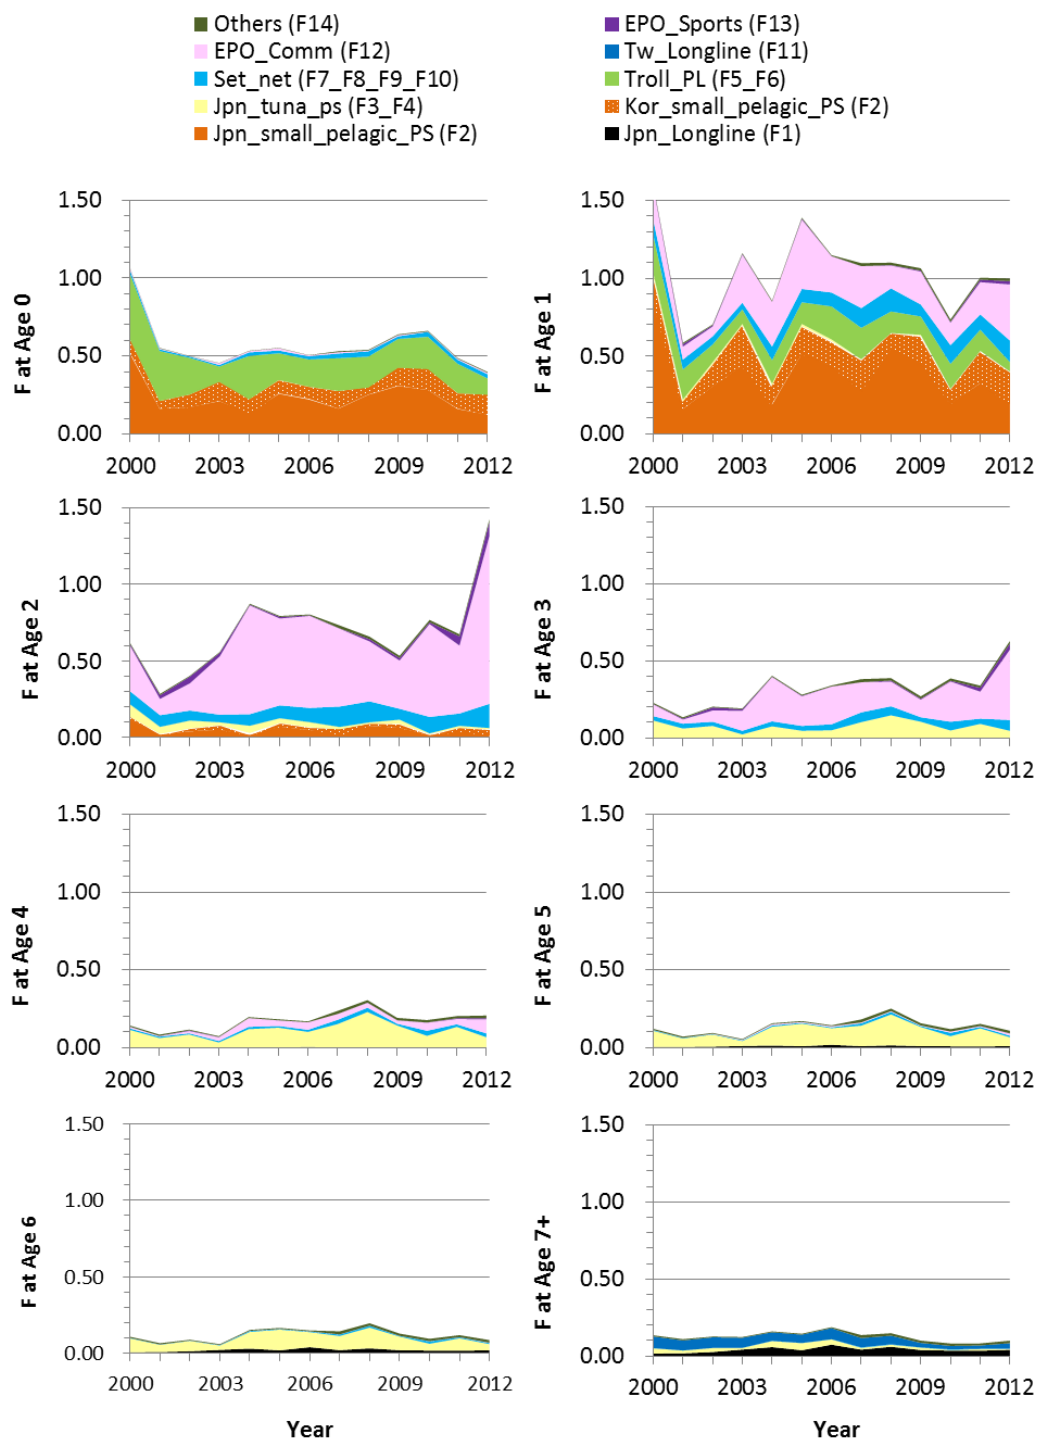 Others (F14) EPO_Sports (F13)
EPO_Comm (F12) Tw_Longline (F11)
Set_net (F7_F8_F9_F10) Troll_PL (F5_F6)
Jpn_tuna_ps (F3_F4) Kor_small_pelagic_PS (F2)
Jpn_small_pelagic_PS (F2) Jpn_Longline (F1)
F at Age 0
1.50
1.00
0.50
0.00
2000 2003 2006 2009 2012
F at Age 1
1.50
1.00
0.50
0.00
2000 2003 2006 2009 2012
F at Age 2
1.50
1.00
0.50
0.00
2000 2003 2006 2009 2012
F at Age 3
1.50
1.00
0.50
0.00
2000 2003 2006 2009 2012
F at Age 4
1.50
1.00
0.50
0.00
2000 2003 2006 2009 2012
F at Age 5
1.50
1.00
0.50
0.00
2000 2003 2006 2009 2012
F at Age 6
1.50
1.00
0.50
0.00
2000 2003 2006 2009 2012
Year
F at Age 7+
1.50
1.00
0.50
0.00
2000 2003 2006 2009 2012
Year